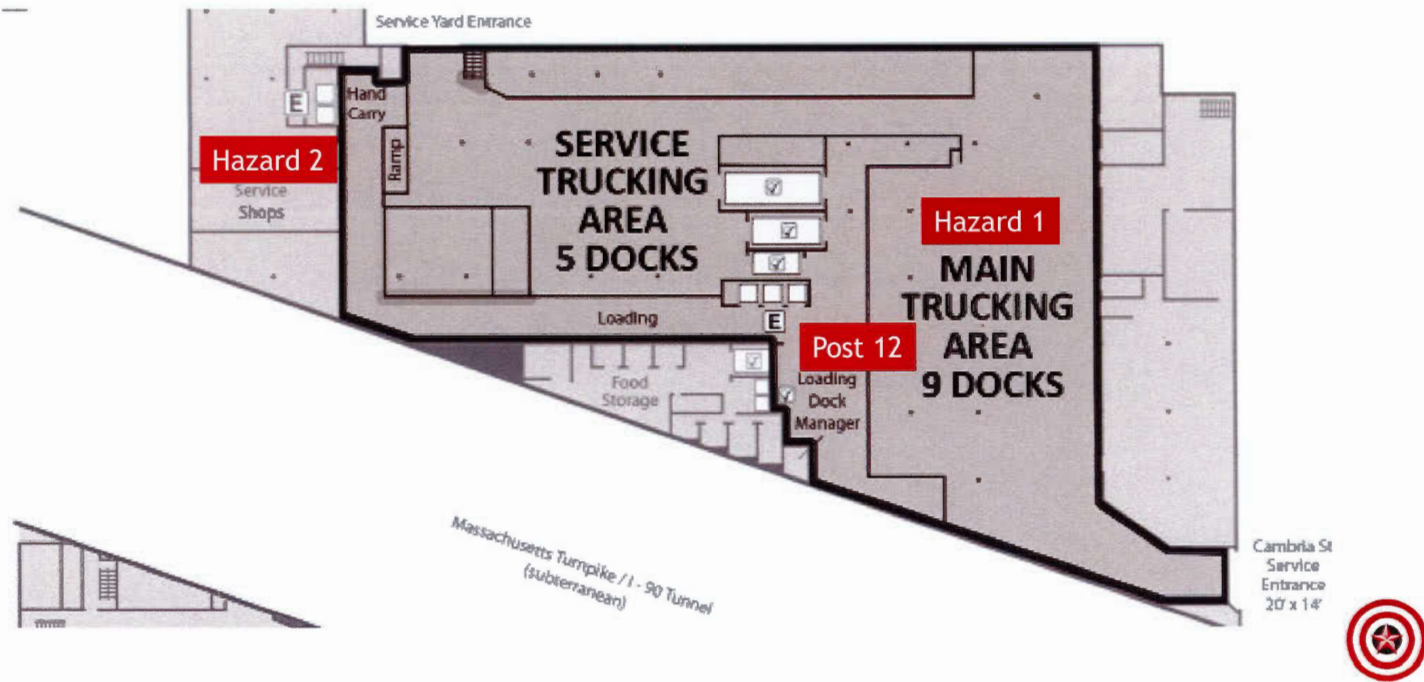 Service Yard Entrance
Hand
Carry
E
Hazard 2
Ramp
Service
Shops
SERVICE
TRUCKING
AREA
5 DOCKS
Hazard 1
MAIN
TRUCKING
AREA
9 DOCKS
Loading
E
Post 12
Loading
Dock
Manager
Food
Storage
Massachusetts Turnpike / I - 90 Tunnel
(subterranean)
Cambria St
Service
Entrance
20' x 14'